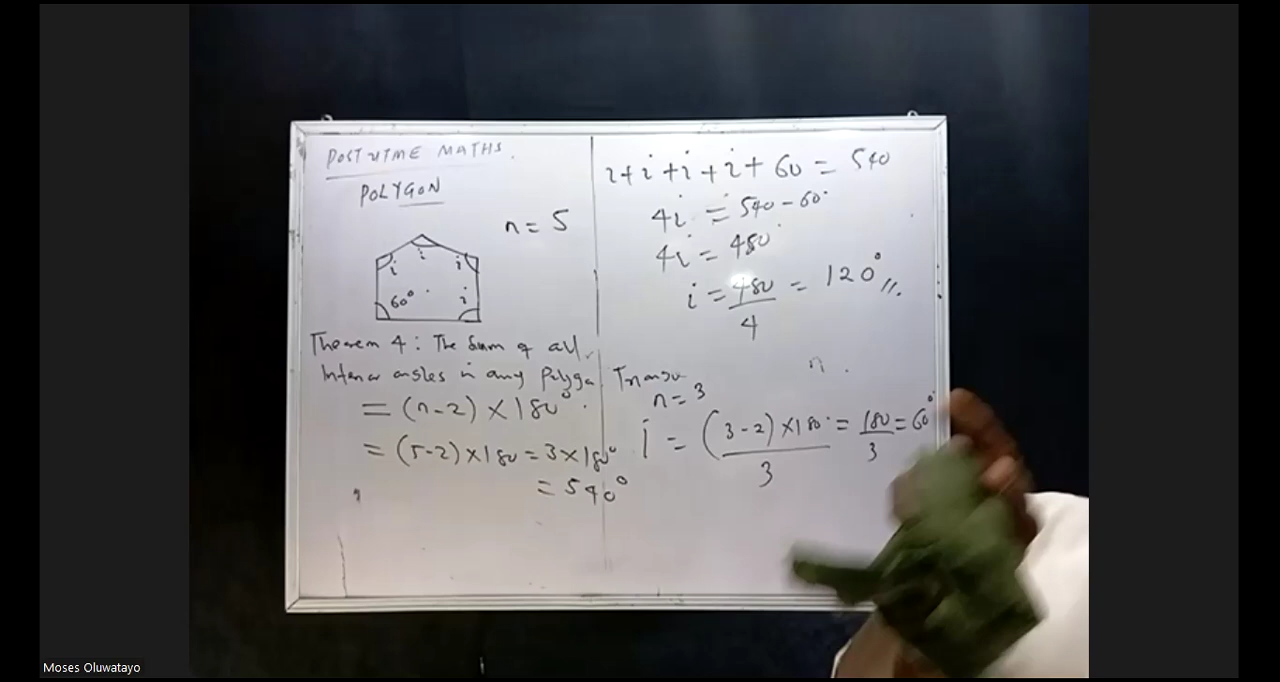 POST UTME MATHS.
POLYGON
n = 5
i
i
i
60°
i
Theorem 4: The Sum of all
Interior angles in any Polygon
= (n-2) × 180°.
= (5-2) × 180 = 3 × 180°
= 540°
i + i + i + i + 60 = 540
4i = 540 - 60°
4i = 480°
i = 480 = 120° //.
4
n = 3
i = (3-2) × 180° = 180 = 60°
3
3
n.
Moses Oluwatayo